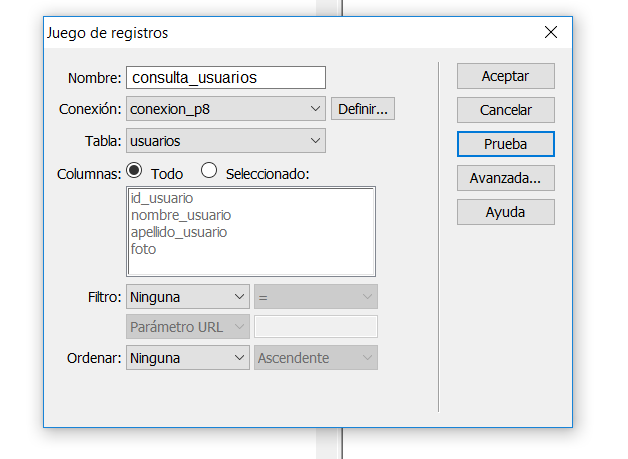 Juego de registros
Nombre: consulta_usuarios
Aceptar
Conexión: conexion_p8 Definir...
Cancelar
Tabla: usuarios
Prueba
Columnas: Todo Seleccionado:
Avanzada...
id_usuario
nombre_usuario
apellido_usuario
foto
Ayuda
Filtro: Ninguna =
Parámetro URL
Ordenar: Ninguna Ascendente